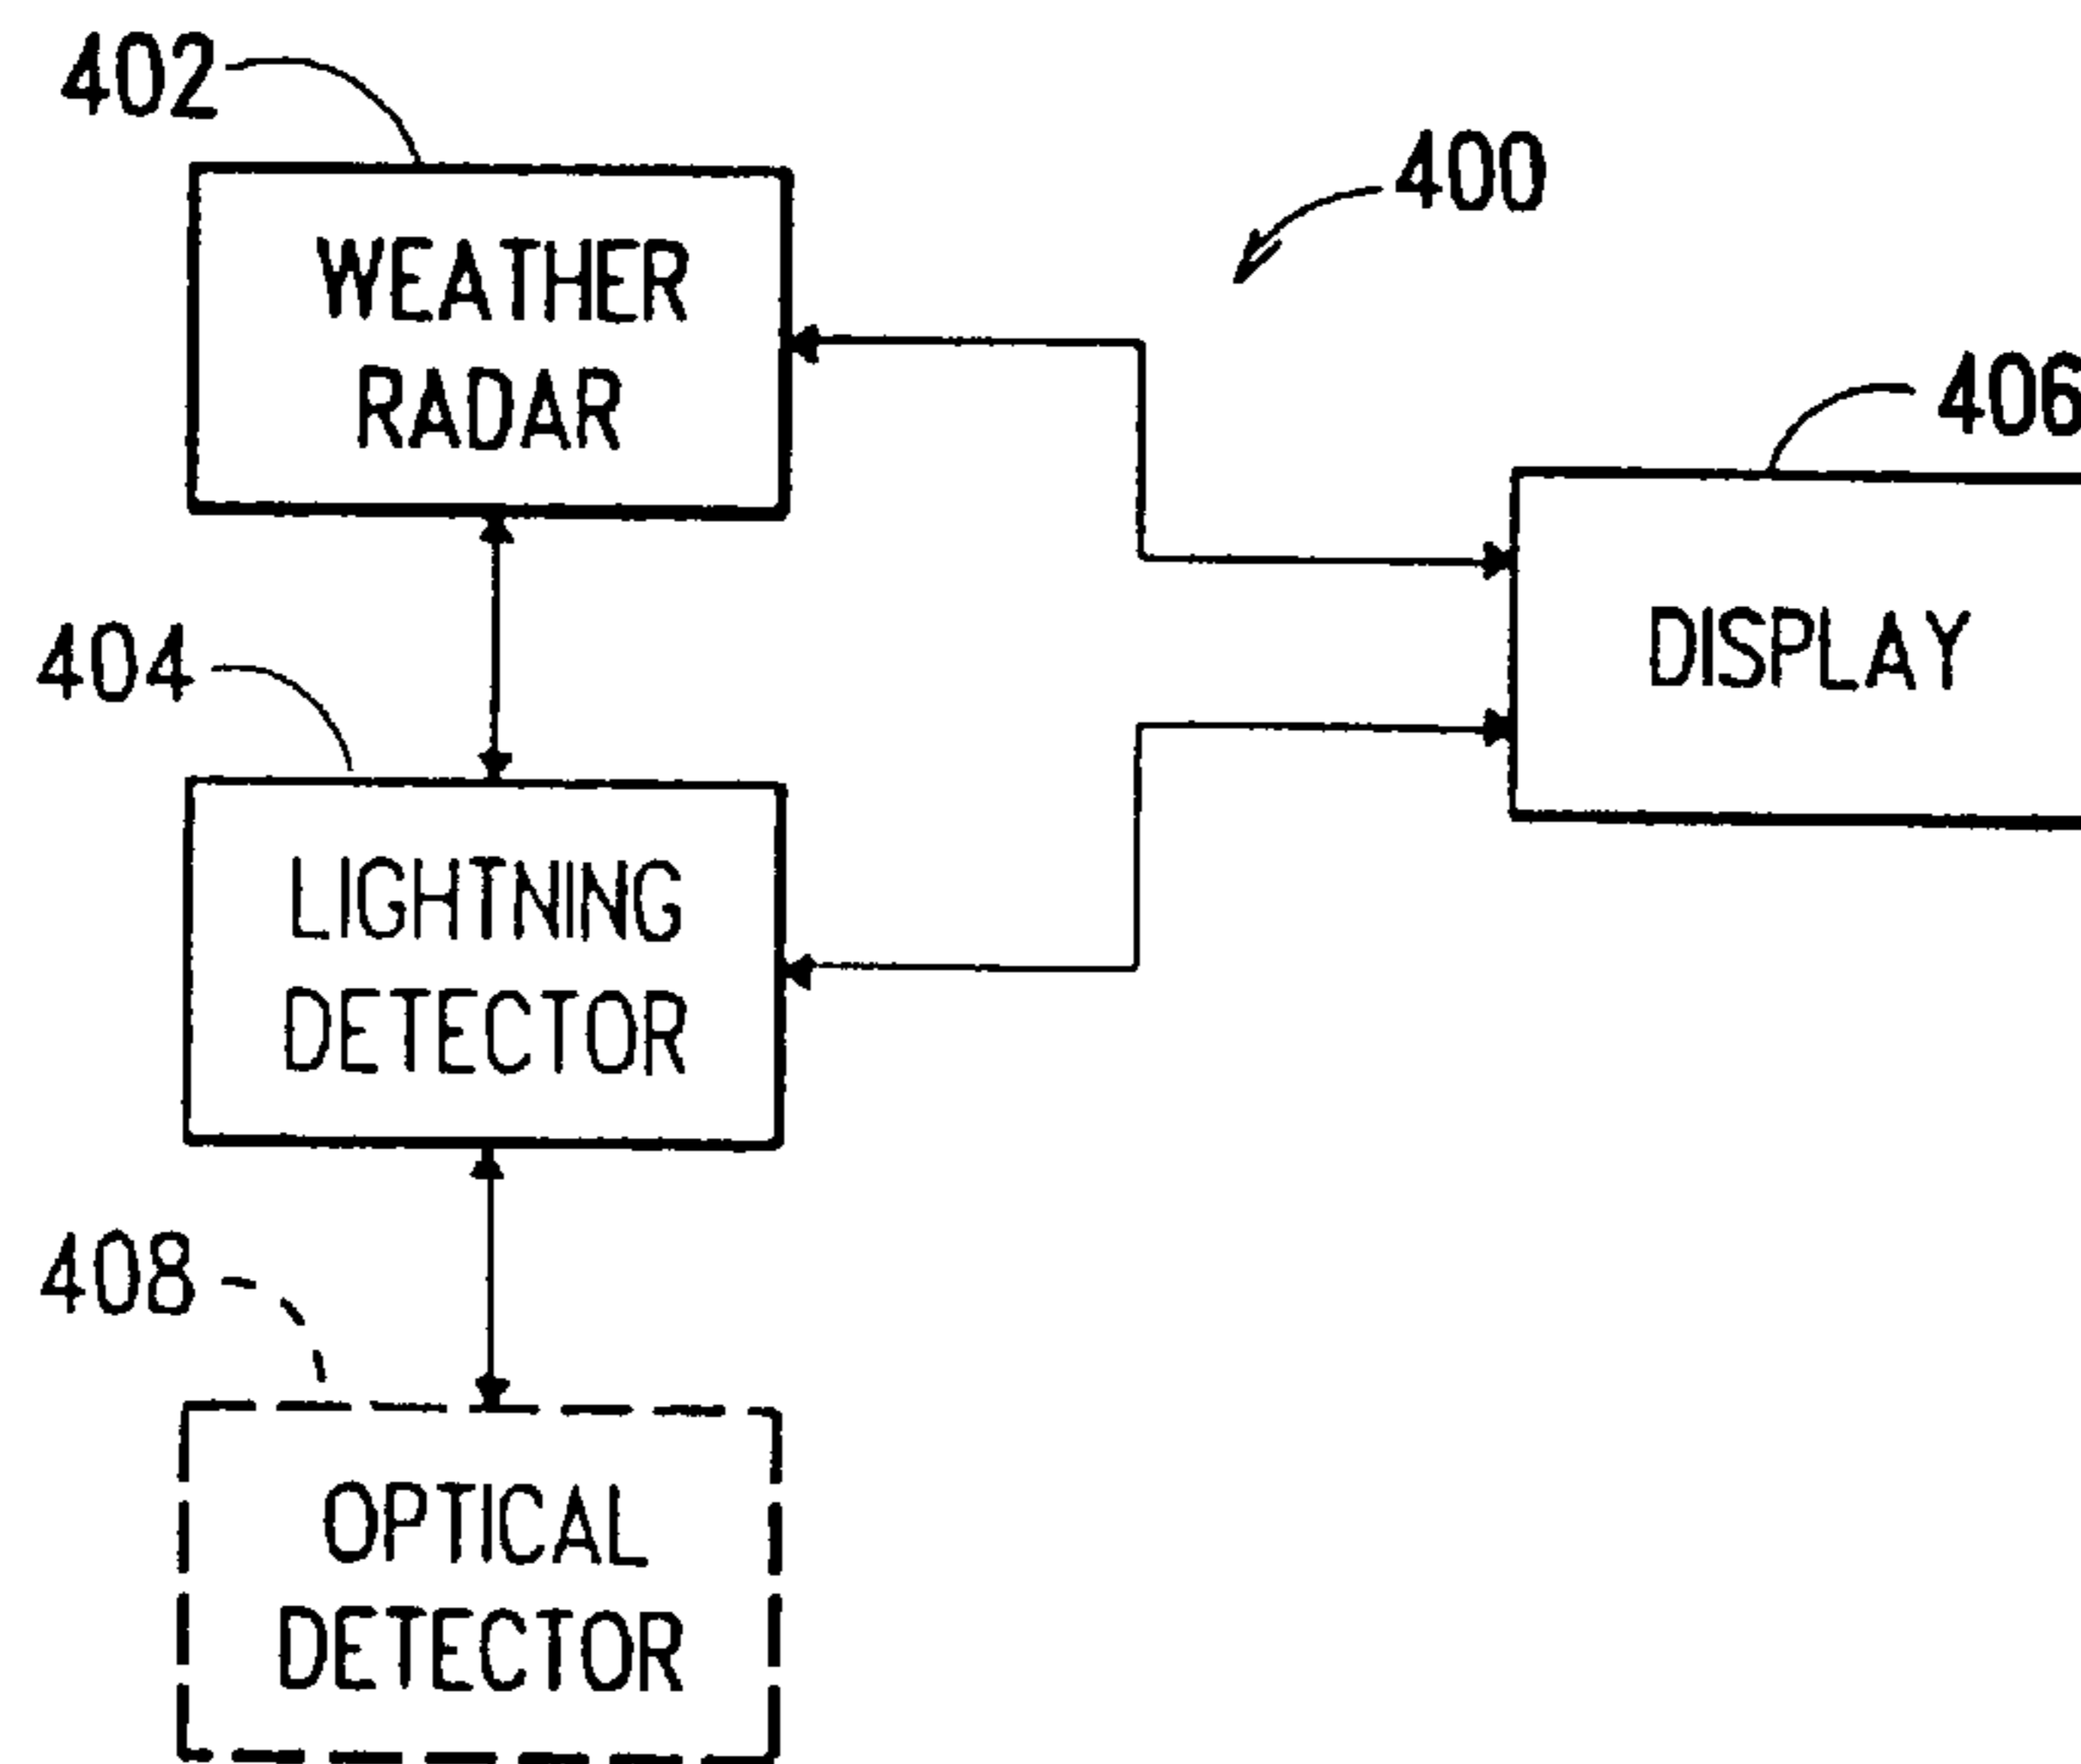 402
400
WEATHER
RADAR
406
404
DISPLAY
LIGHTNING
DETECTOR
408
OPTICAL
DETECTOR